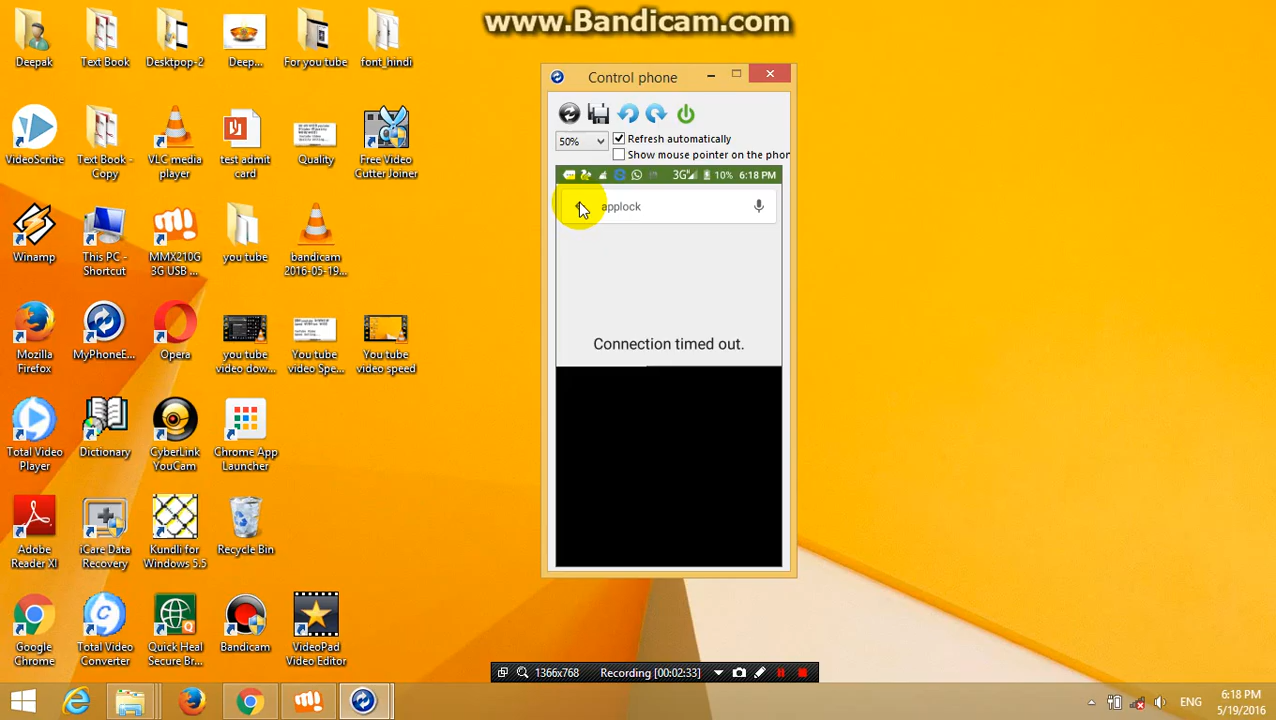 www.Bandicam.com
Deepak
Text Book
Desktpop-2
Deep...
For you tube
font_hindi
Control phone
50%
Refresh automatically
Show mouse pointer on the phon
3G
10%
6:18 PM
applock
Connection timed out.
VideoScribe
Text Book - Copy
VLC media player
test admit card
Quality
Free Video Cutter Joiner
Winamp
This PC - Shortcut
MMX210G 3G USB ...
you tube
bandicam 2016-05-19...
Mozilla Firefox
MyPhoneE...
Opera
you tube video dow...
You tube video Spe...
You tube video speed
Total Video Player
Dictionary
CyberLink YouCam
Chrome App Launcher
Adobe Reader XI
iCare Data Recovery
Kundli for Windows 5.5
Recycle Bin
Google Chrome
Total Video Converter
Quick Heal Secure Br...
Bandicam
VideoPad Video Editor
1366x768
Recording [00:02:33]
ENG
6:18 PM
5/19/2016